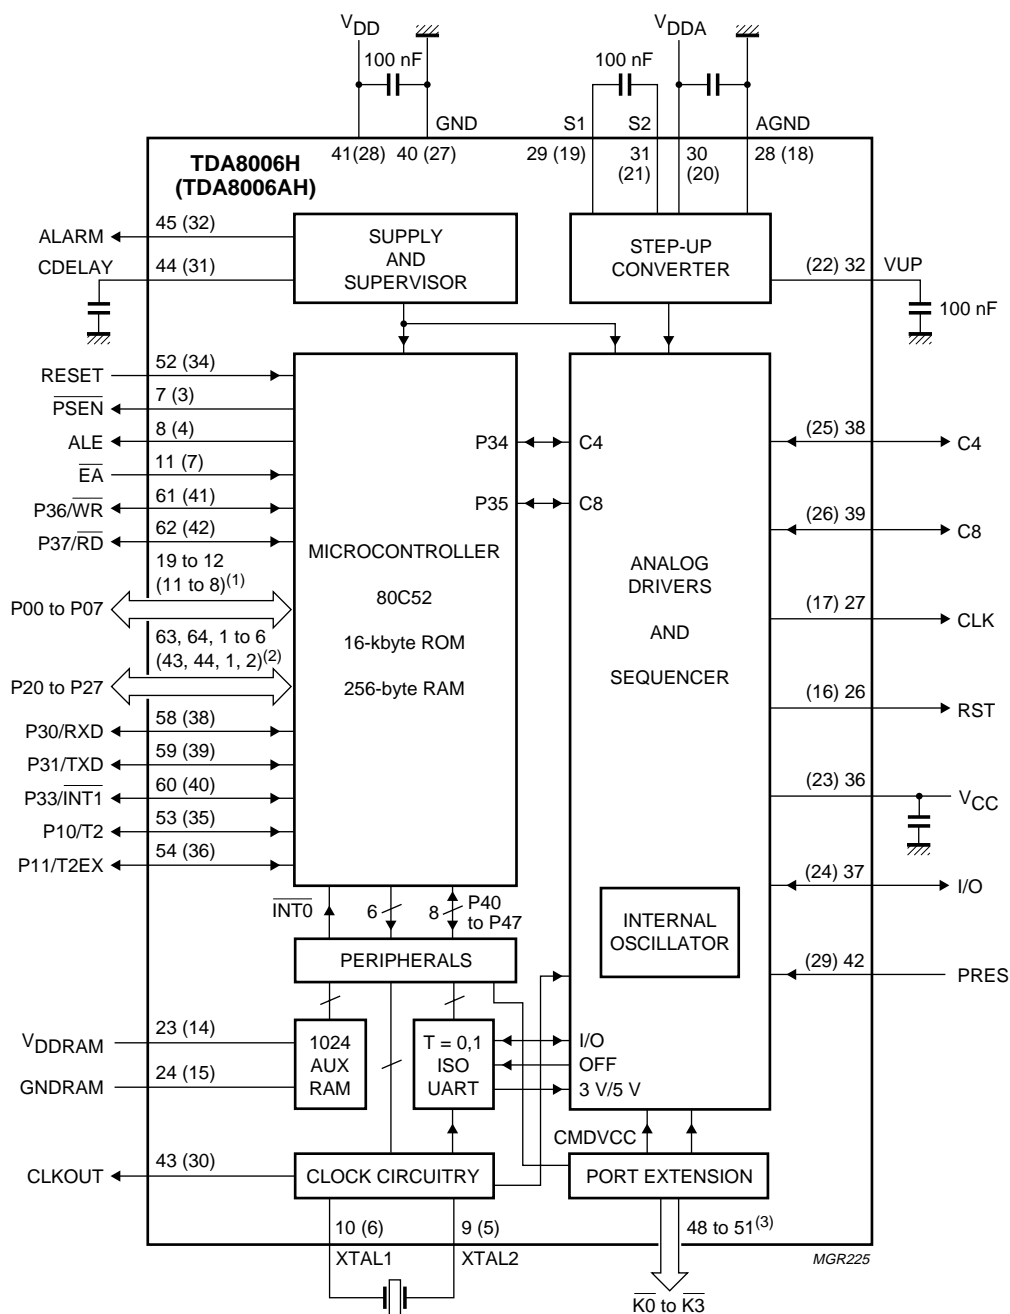 VDD
VDDA
100 nF
100 nF
GND
S1
S2
AGND
41(28)
40 (27)
29 (19)
31
(21)
30
(20)
28 (18)
TDA8006H
(TDA8006AH)
ALARM
45 (32)
CDELAY
44 (31)
SUPPLY
AND
SUPERVISOR
STEP-UP
CONVERTER
(22) 32
VUP
100 nF
RESET
52 (34)
PSEN
7 (3)
ALE
8 (4)
EA
11 (7)
P36/WR
61 (41)
P37/RD
62 (42)
19 to 12
(11 to 8)(1)
P00 to P07
63, 64, 1 to 6
(43, 44, 1, 2)(2)
P20 to P27
P30/RXD
58 (38)
P31/TXD
59 (39)
P33/INT1
60 (40)
P10/T2
53 (35)
P11/T2EX
54 (36)
P34
C4
P35
C8
MICROCONTROLLER
80C52
16-kbyte ROM
256-byte RAM
ANALOG
DRIVERS
AND
SEQUENCER
(25) 38
C4
(26) 39
C8
(17) 27
CLK
(16) 26
RST
(23) 36
VCC
(24) 37
I/O
(29) 42
PRES
INTERNAL
OSCILLATOR
INT0
6
8
P40
to P47
PERIPHERALS
VDDRAM
23 (14)
GNDRAM
24 (15)
1024
AUX
RAM
T = 0,1
ISO
UART
I/O
OFF
3 V/5 V
CMDVCC
CLKOUT
43 (30)
CLOCK CIRCUITRY
PORT EXTENSION
10 (6)
9 (5)
48 to 51(3)
XTAL1
XTAL2
MGR225
K0 to K3